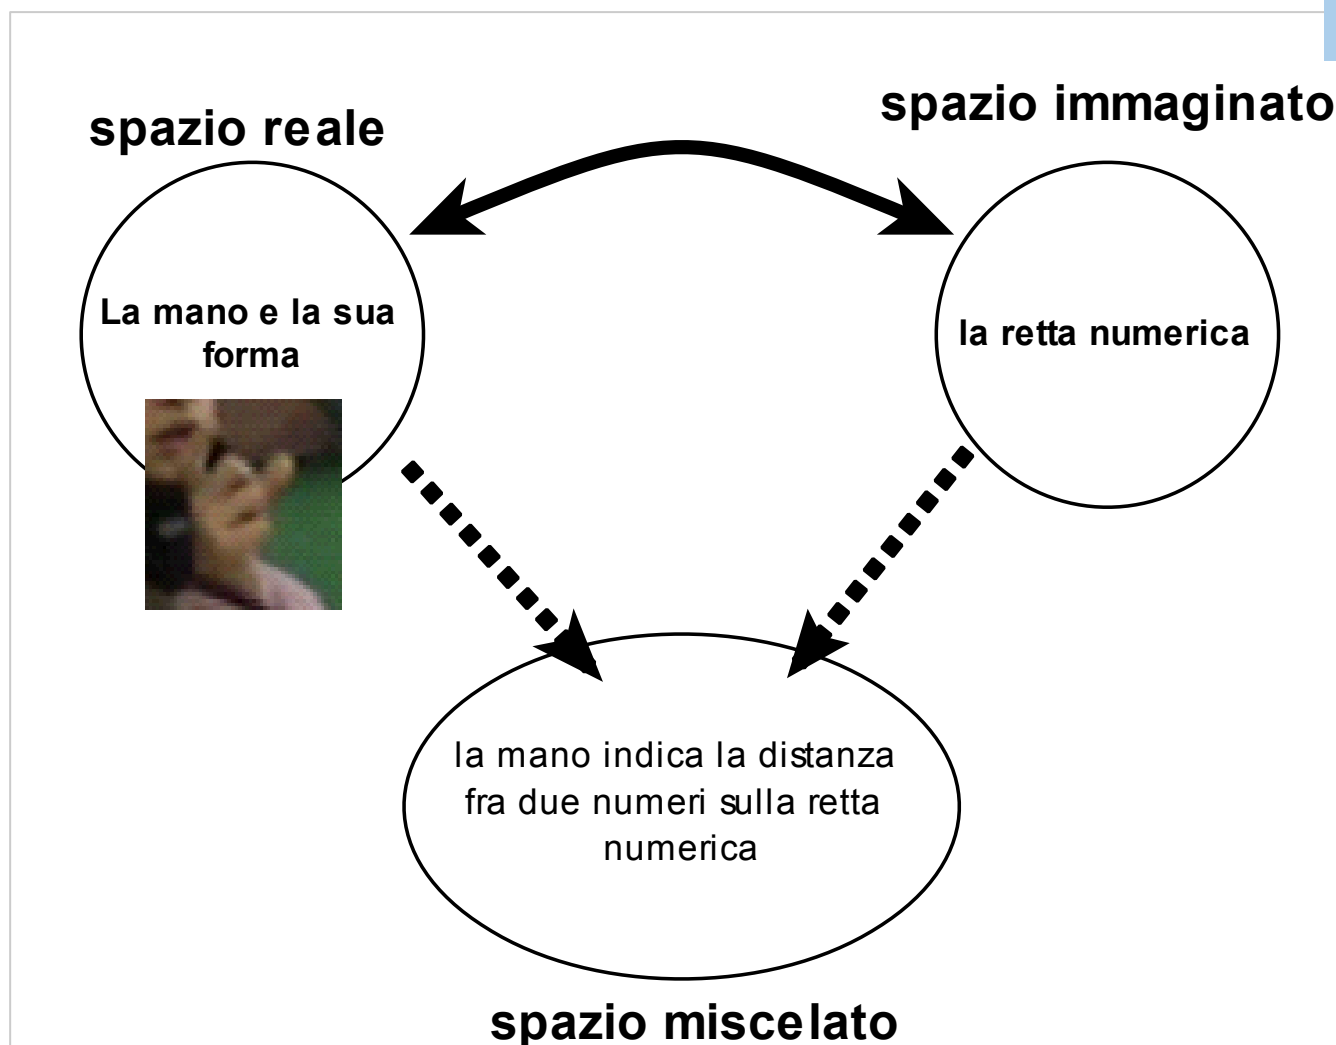 spazio reale
spazio immaginato
La mano e la sua
forma
la retta numerica
la mano indica la distanza
fra due numeri sulla retta
numerica
spazio miscelato